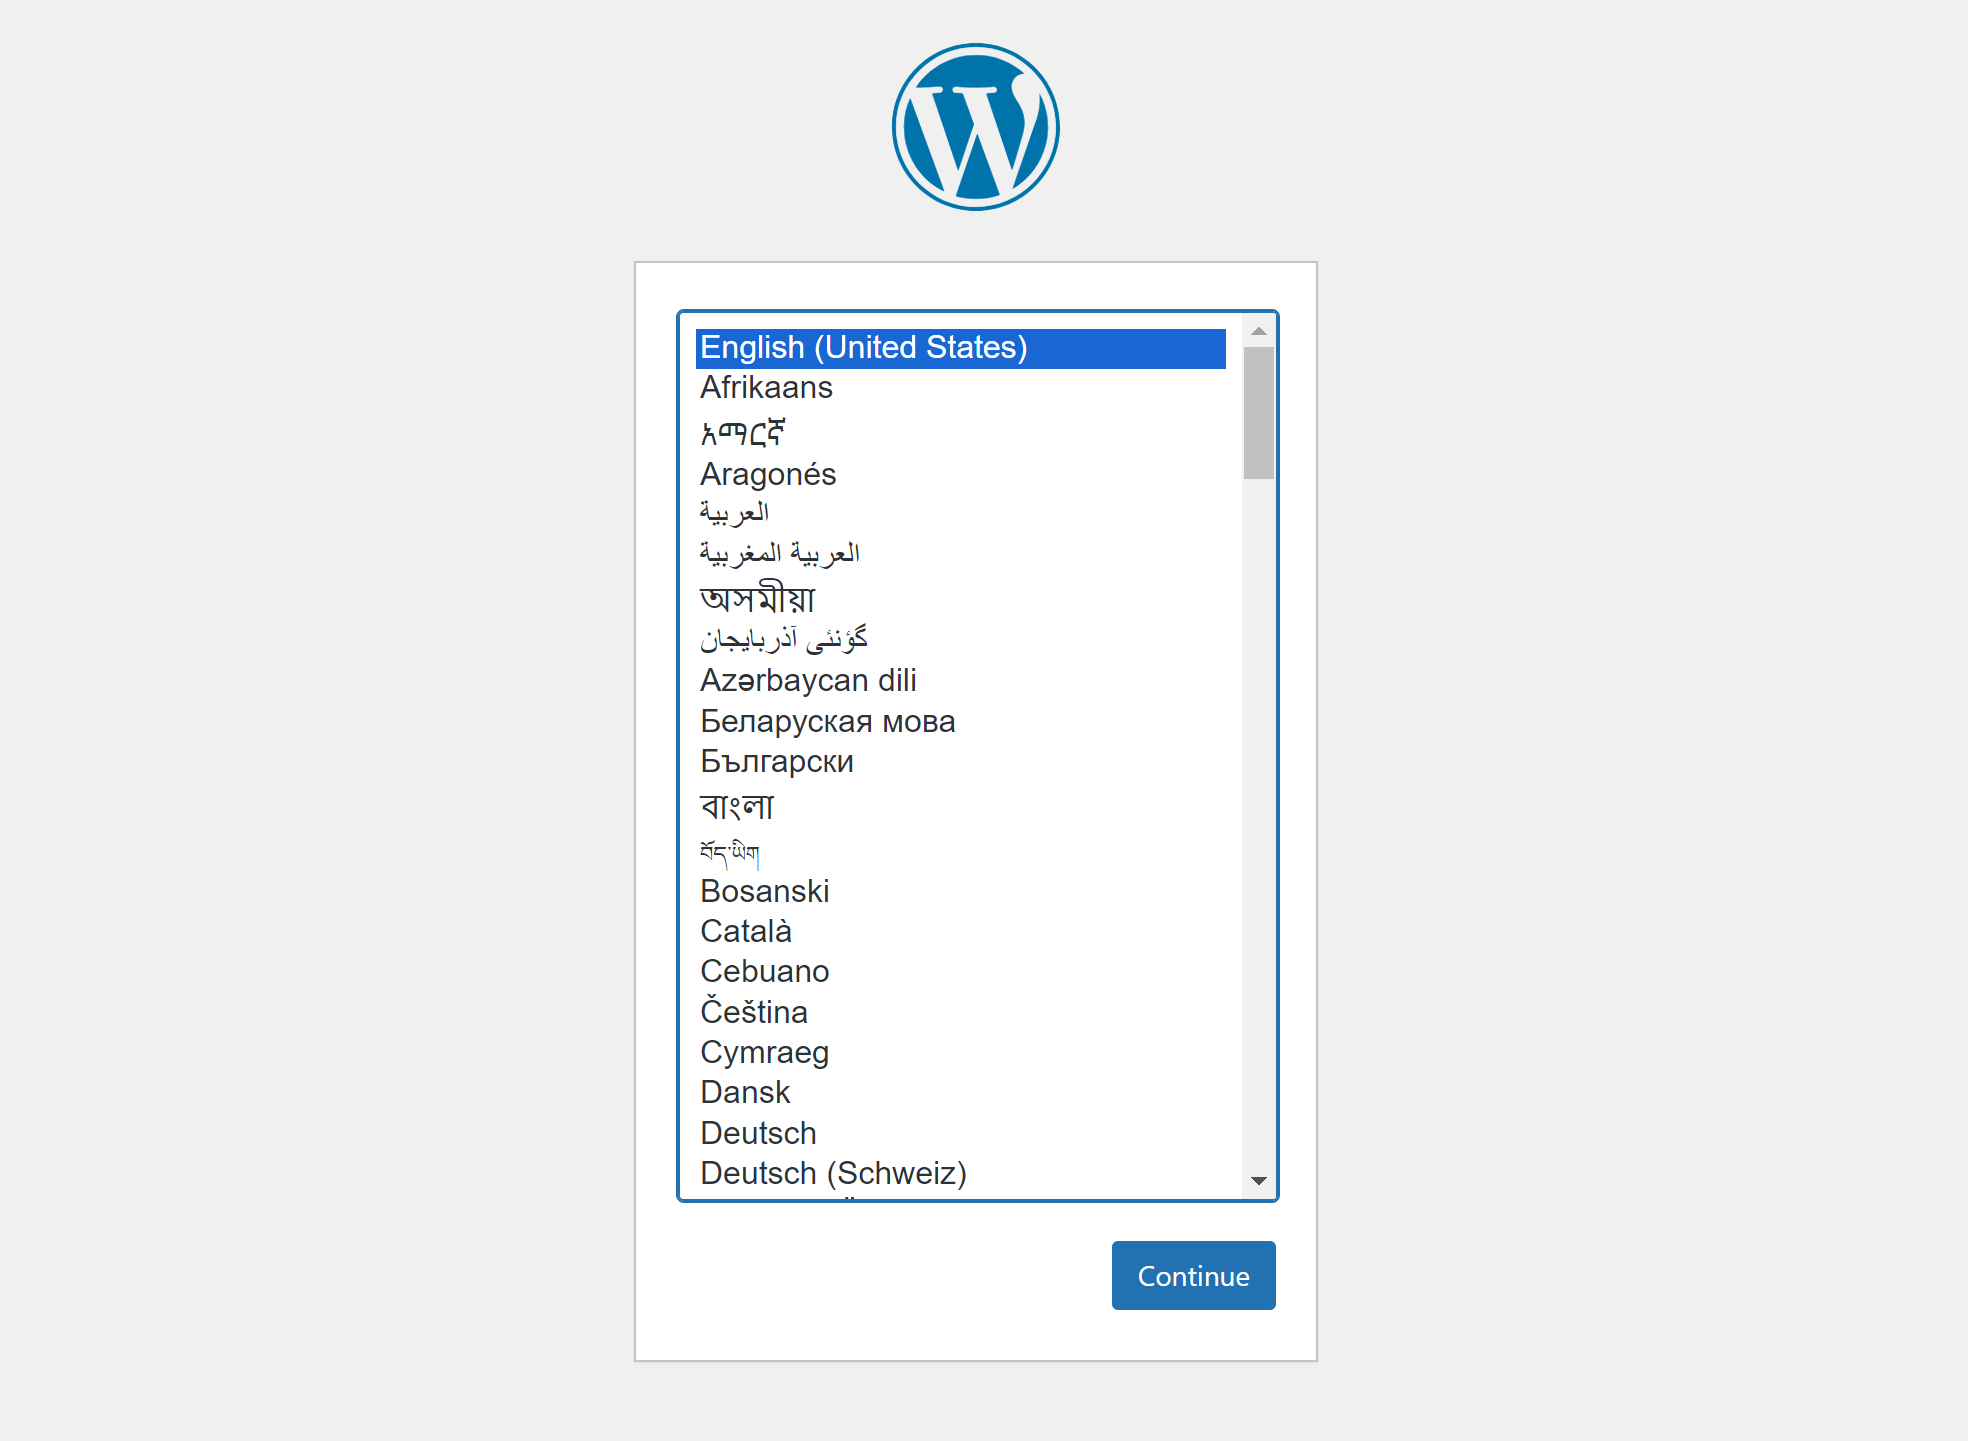 English (United States)
Afrikaans
አማርኛ
Aragonés
العربية
العربية المغربية
অসমীয়া
گؤنئی آذربایجان
Azərbaycan dili
Беларуская мова
Български
বাংলা
བོད་ཡིག
Bosanski
Català
Cebuano
Čeština
Cymraeg
Dansk
Deutsch
Deutsch (Schweiz)
Continue